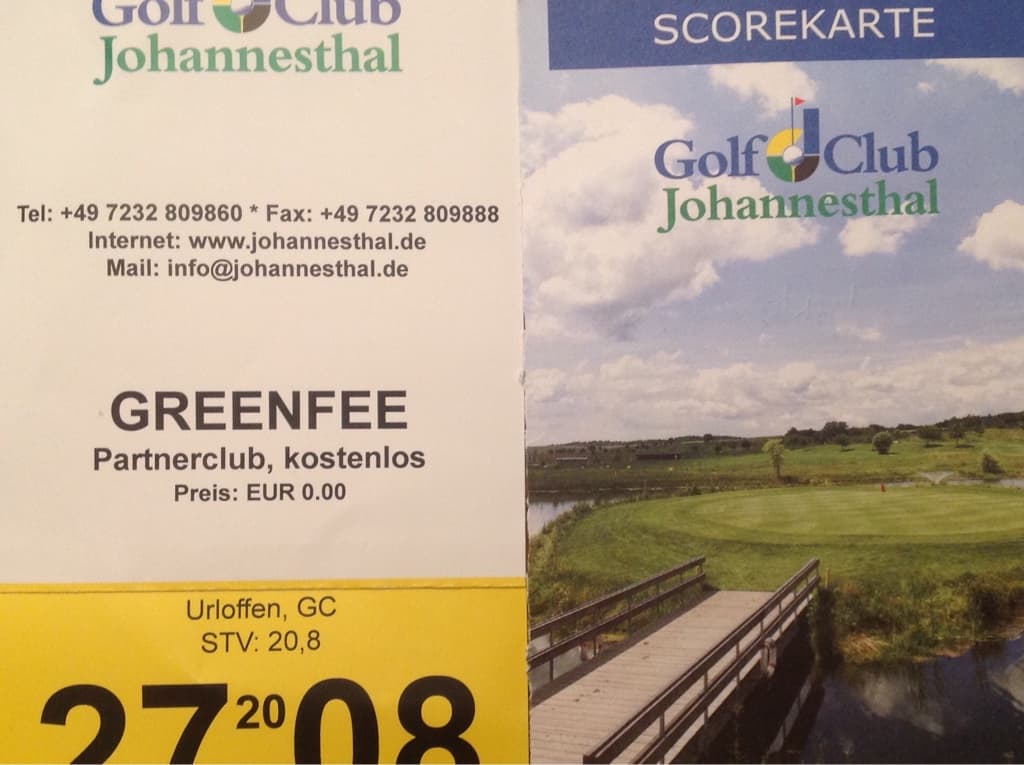 Golf Club
Johannesthal
Tel: +49 7232 809860 * Fax: +49 7232 809888
Internet: www.johannesthal.de
Mail: info@johannesthal.de
GREENFEE
Partnerclub, kostenlos
Preis: EUR 0.00
Urloffen, GC
STV: 20,8
27 20 08
SCOREKARTE
Golf Club
Johannesthal